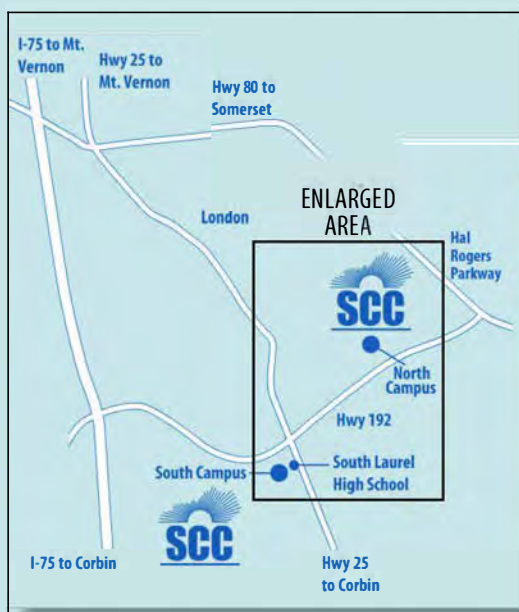 I-75 to Mt.
Vernon
Hwy 25 to
Mt. Vernon
Hwy 80 to
Somerset
London
ENLARGED
AREA
Hal
Rogers
Parkway
SCC
North
Campus
Hwy 192
South Campus
South Laurel
High School
SCC
I-75 to Corbin
Hwy 25
to Corbin